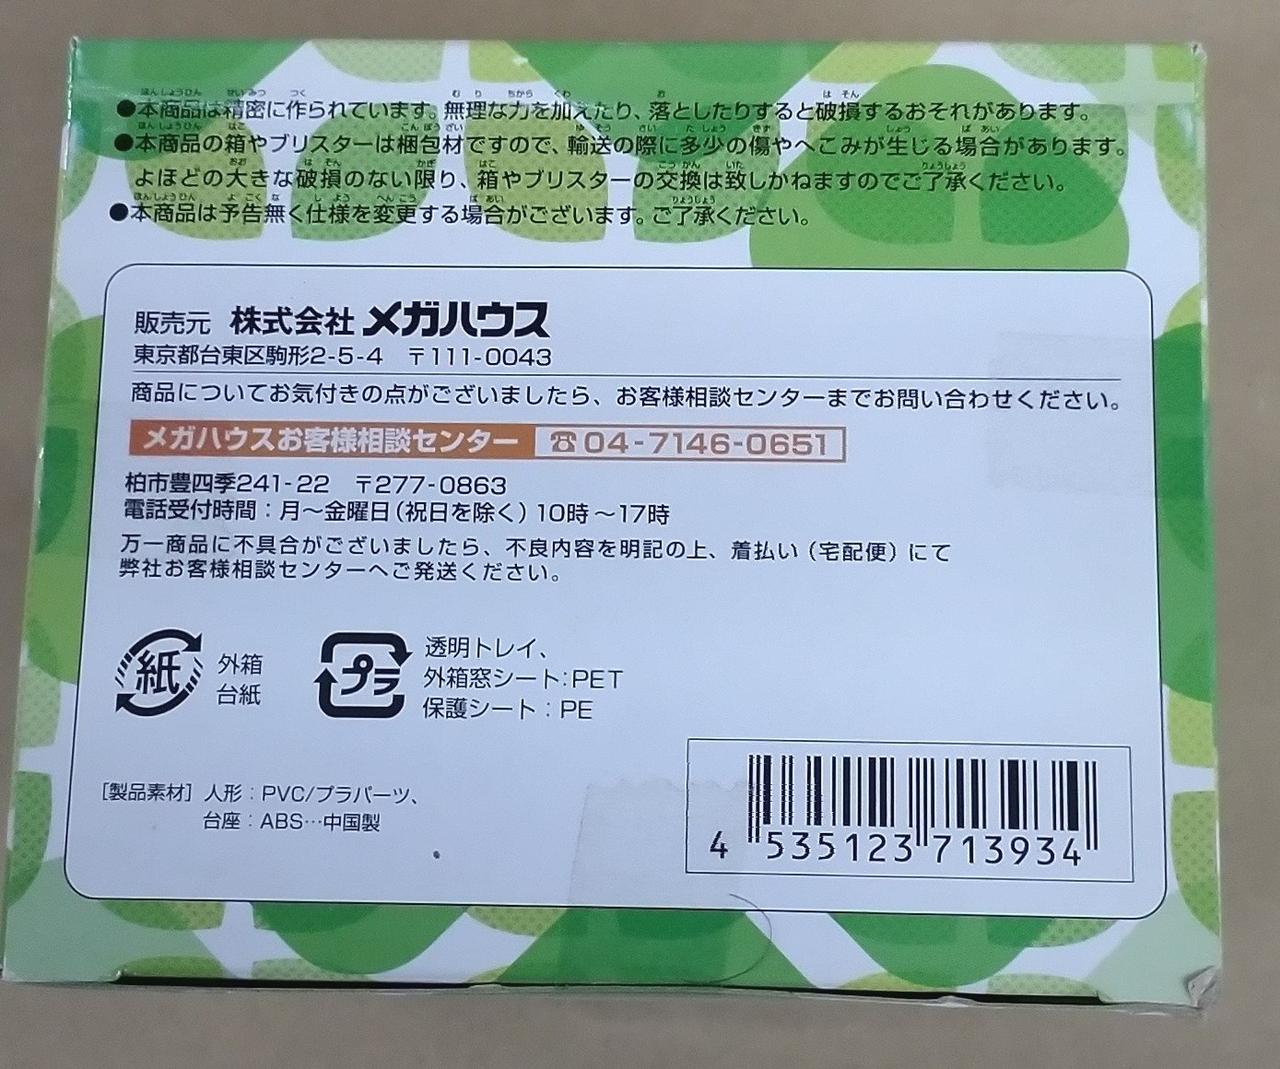 ●本商品は精密に作られています。無理な力を加えたり、落としたりすると破損するおそれがあります。
●本商品の箱やブリスターは梱包材ですので、輸送の際に多少の傷やへこみが生じる場合があります。
よほどの大きな破損のない限り、箱やブリスターの交換は致しかねますのでご了承ください。
●本商品は予告無く仕様を変更する場合がございます。ご了承ください。
販売元 株式会社 メガハウス
東京都台東区駒形2-5-4 〒111-0043
商品についてお気付きの点がございましたら、お客様相談センターまでお問い合わせください。
メガハウスお客様相談センター ☎04-7146-0651
柏市豊四季241-22 〒277-0863
電話受付時間：月～金曜日(祝日を除く)10時～17時
万一商品に不具合がございましたら、不良内容を明記の上、着払い（宅配便）にて
弊社お客様相談センターへご発送ください。
紙 外箱
台紙
プラ 透明トレイ、
外箱窓シート：PET
保護シート：PE
［製品素材］人形：PVC/プラパーツ、
台座：ABS…中国製
4 535123 713934